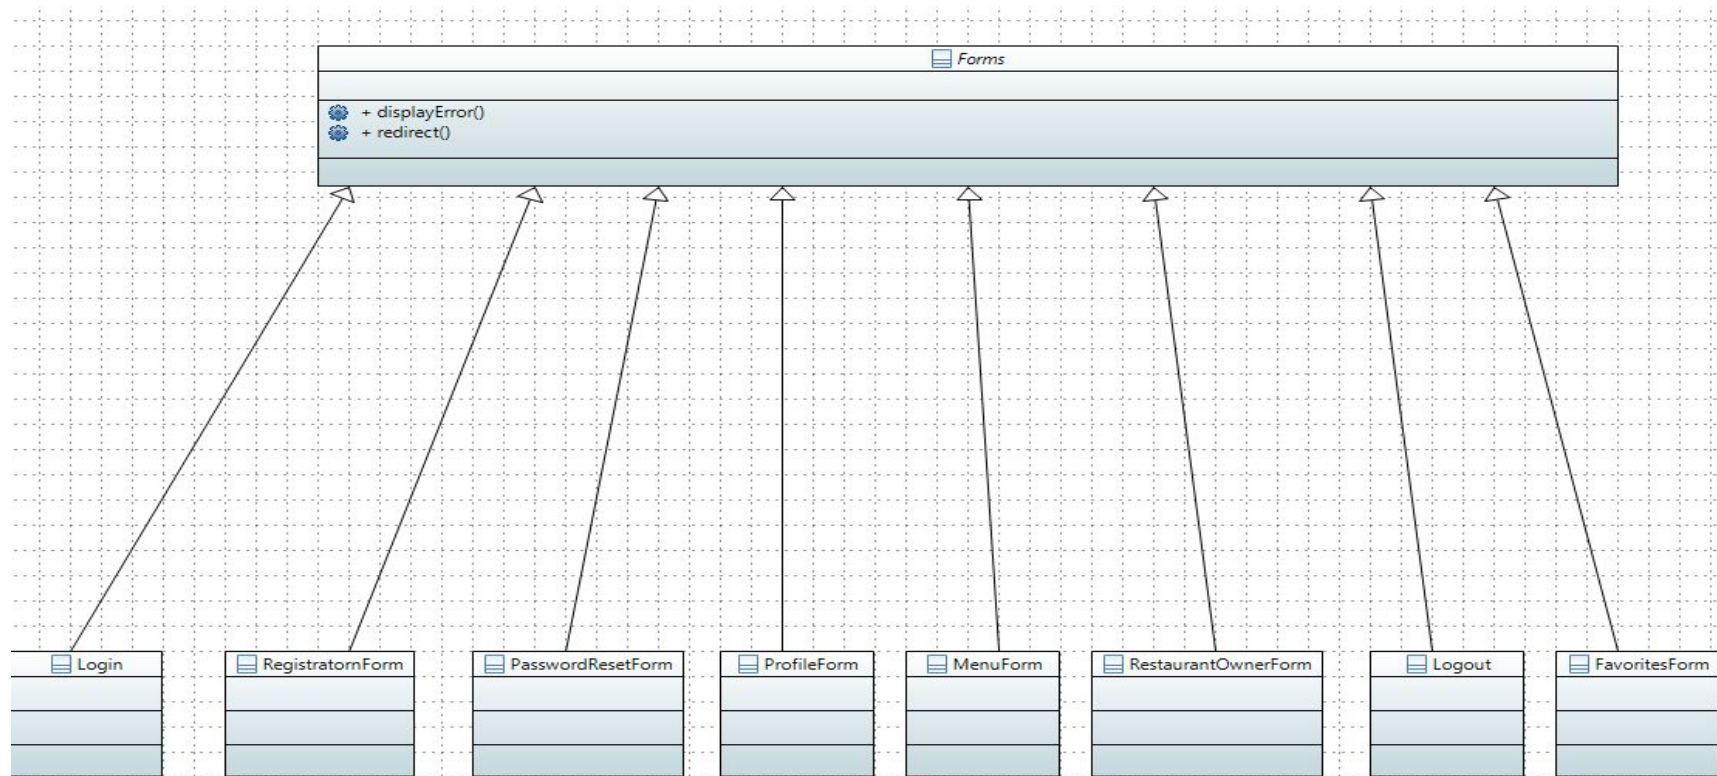 Forms
+ displayError()
+ redirect()
Login
RegistratornForm
PasswordResetForm
ProfileForm
MenuForm
RestaurantOwnerForm
Logout
FavoritesForm